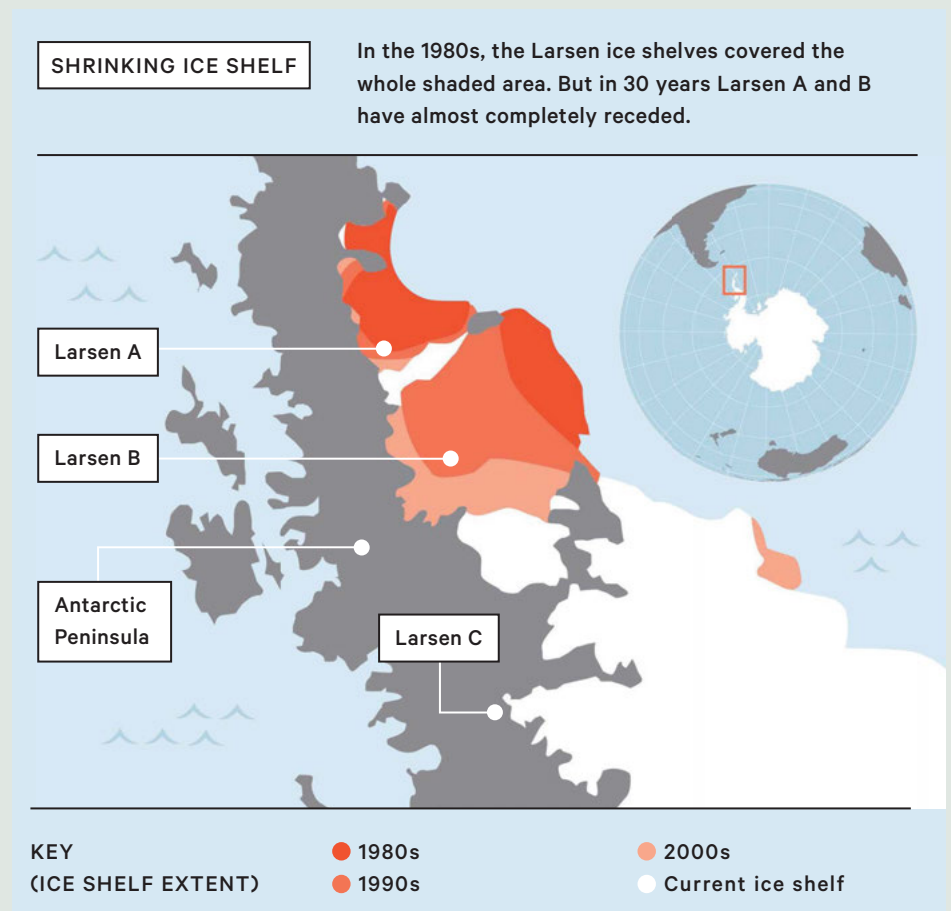 SHRINKING ICE SHELF
In the 1980s, the Larsen ice shelves covered the
whole shaded area. But in 30 years Larsen A and B
have almost completely receded.
Larsen A
Larsen B
Antarctic
Peninsula
Larsen C
KEY
(ICE SHELF EXTENT)
1980s
1990s
2000s
Current ice shelf